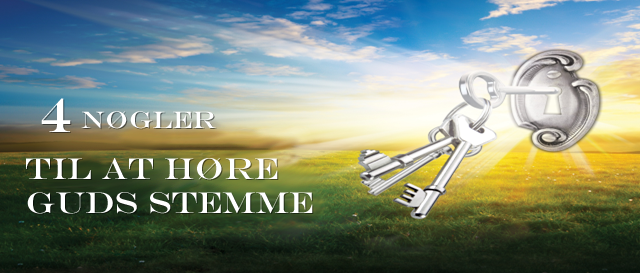 4 NØGLER
TIL AT HØRE
GUDS STEMME